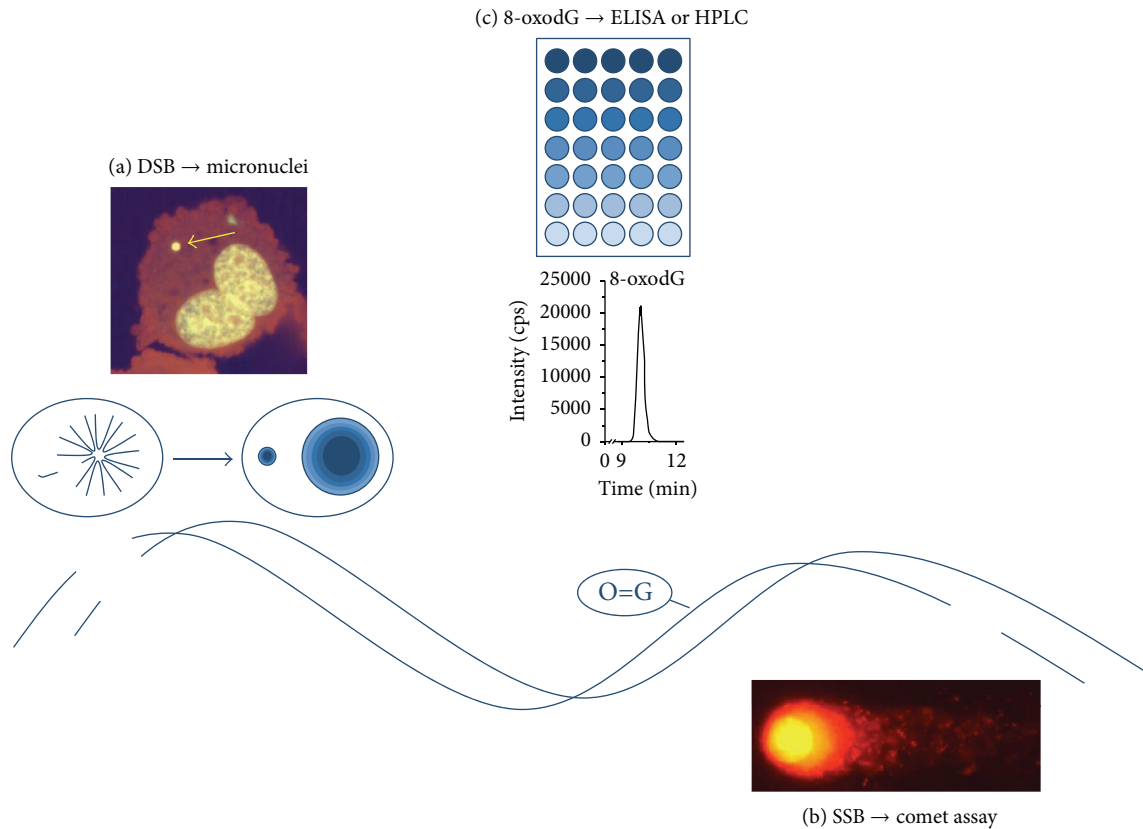 (c) 8-oxodG → ELISA or HPLC
(a) DSB → micronuclei
8-oxodG
Intensity (cps)
25000
20000
15000
10000
5000
0
0 9 12
Time (min)
O=G
(b) SSB → comet assay